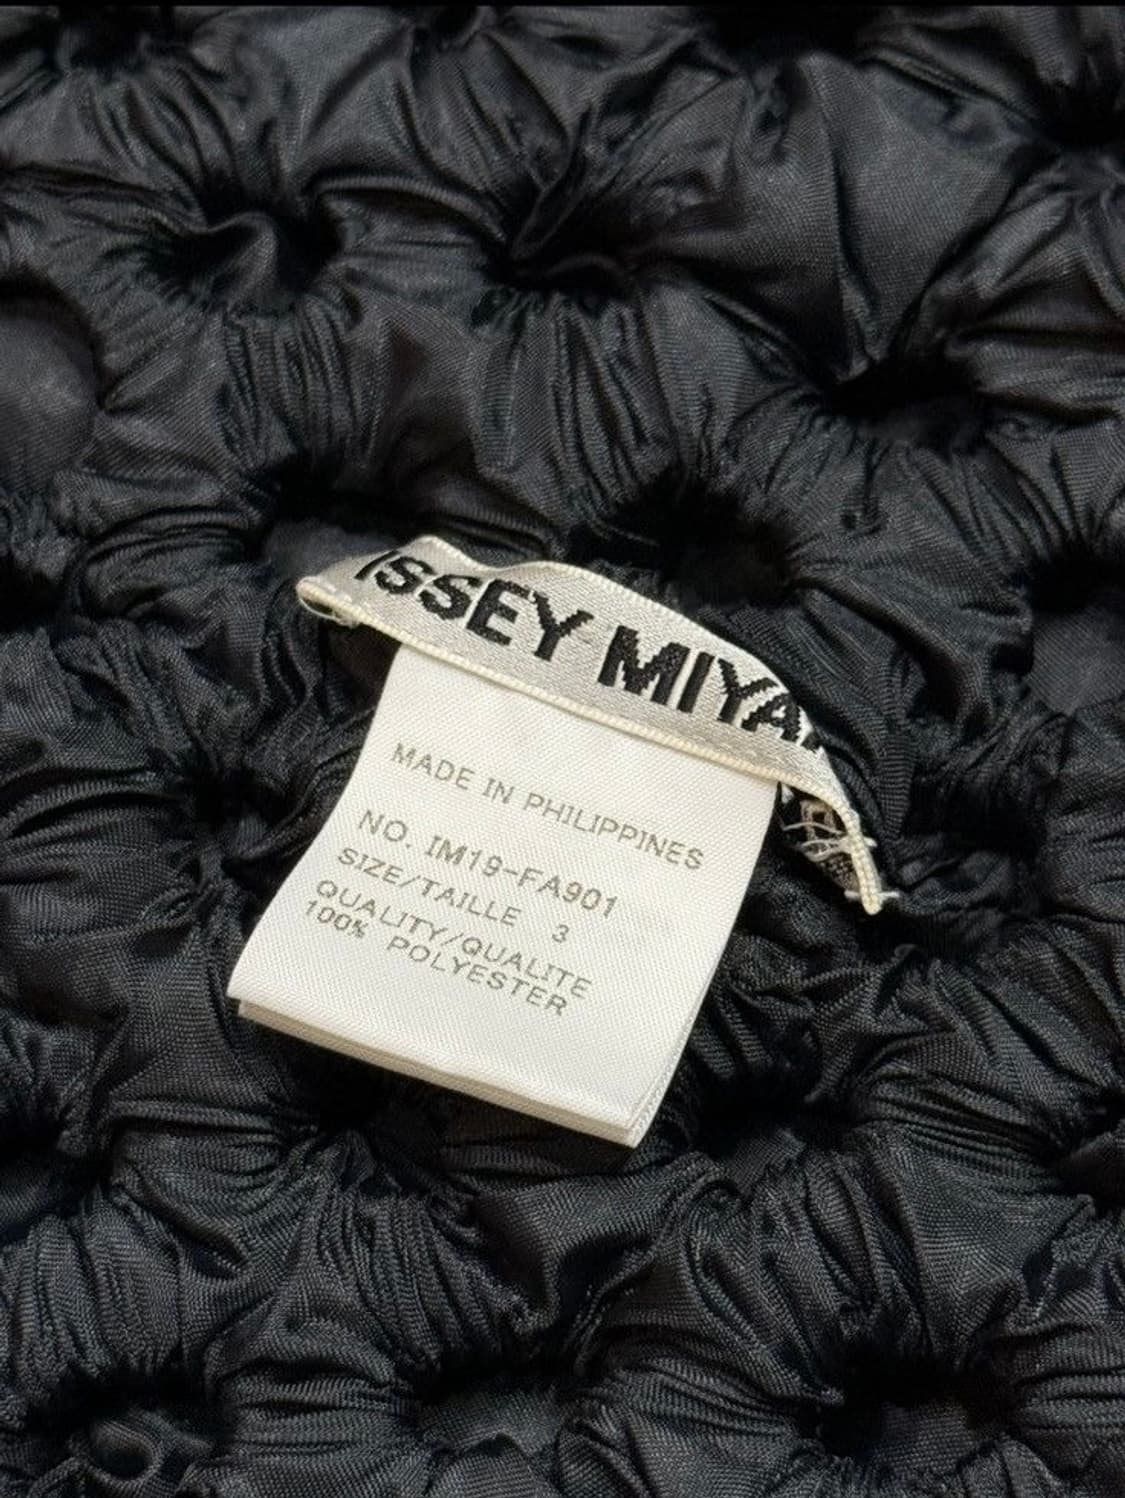 ISSEY MIYA
MADE IN PHILIPPINES
NO. IM19-FA901
SIZE/TAILLE 3
QUALITY/QUALITE
100% POLYESTER